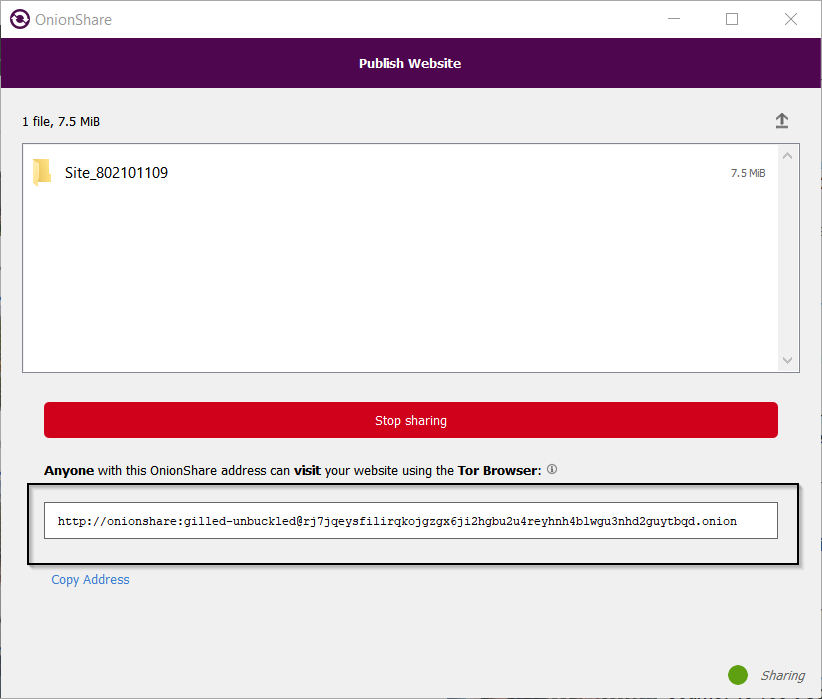 OnionShare
Publish Website
1 file, 7.5 MiB
Site_802101109
7.5 MiB
Stop sharing
Anyone with this OnionShare address can visit your website using the Tor Browser:
http://onionshare:gilled-unbuckled@rj7jqeysfilirqkojgzgx6ji2hgbu2u4reyhnh4blwgu3nhd2guytbqd.onion
Copy Address
Sharing